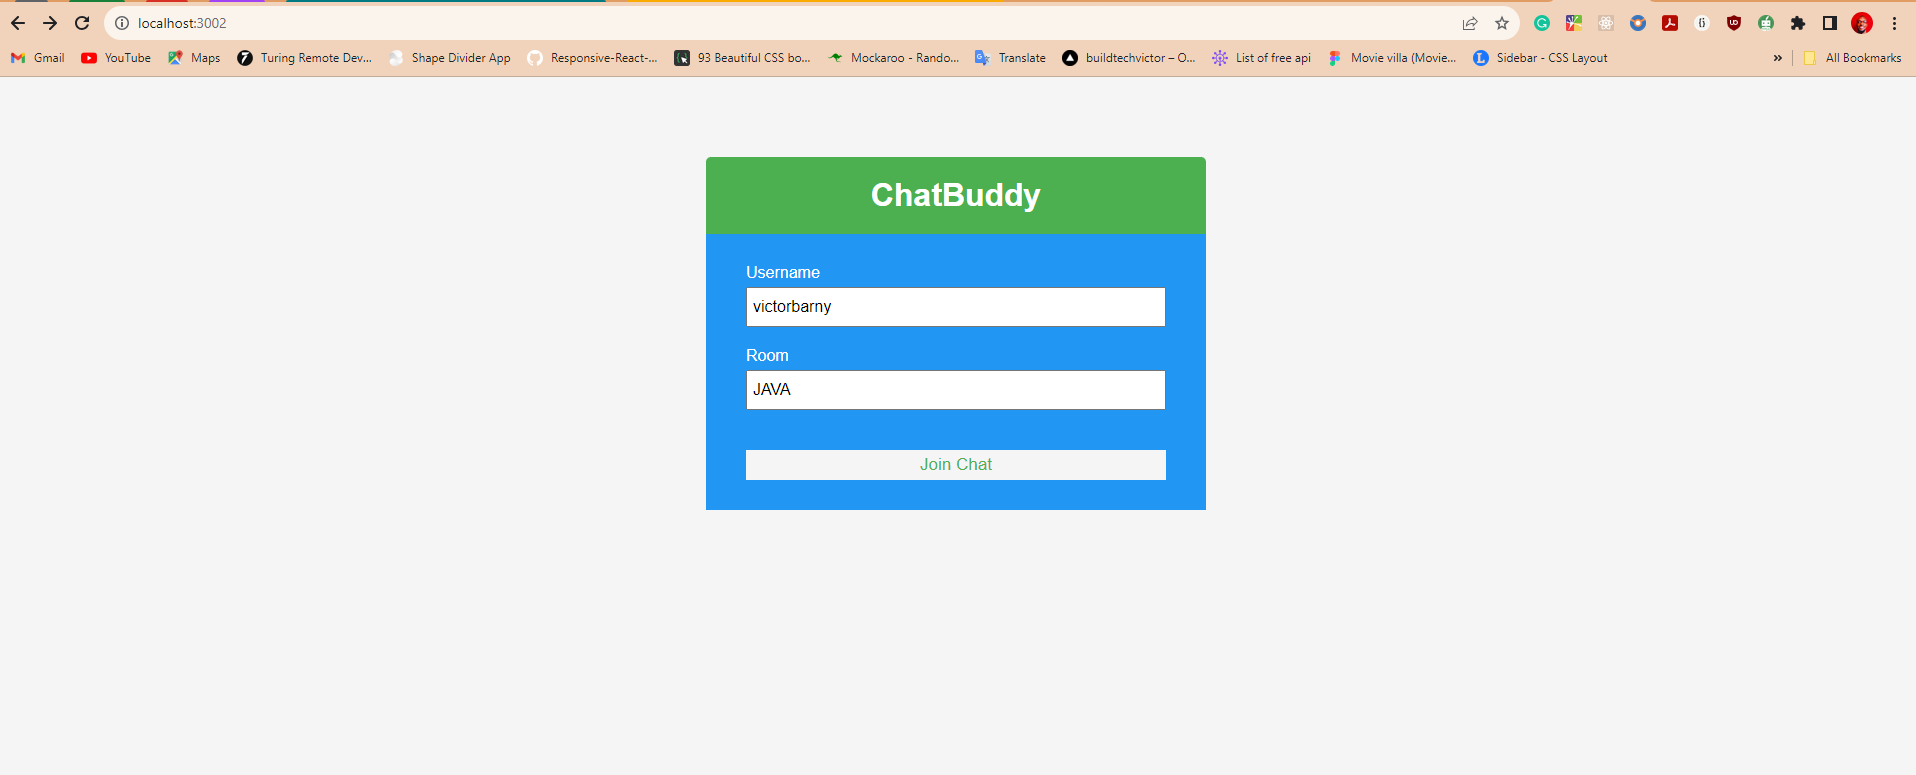 localhost:3002
Gmail YouTube Maps Turing Remote Dev... Shape Divider App Responsive-React-... 93 Beautiful CSS bo... Mockaroo - Rando... Translate buildtechvictor – O... List of free api Movie villa (Movie... Sidebar - CSS Layout » All Bookmarks
ChatBuddy
Username
victorbarny
Room
JAVA
Join Chat